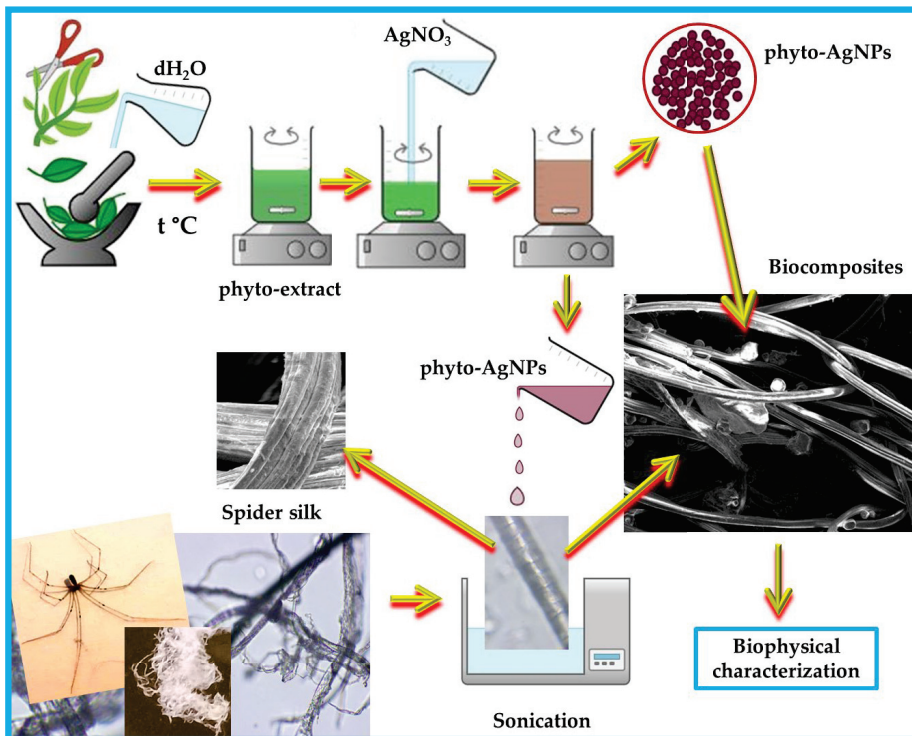 AgNO₃
dH₂O
phyto-AgNPs
t °C
phyto-extract
Biocomposites
phyto-AgNPs
Spider silk
Biophysical
characterization
Sonication